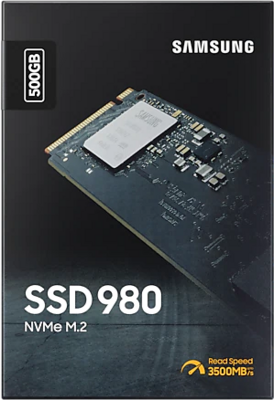 500GB
SAMSUNG
SSD 980
NVMe M.2
Read Speed
3500MB/s